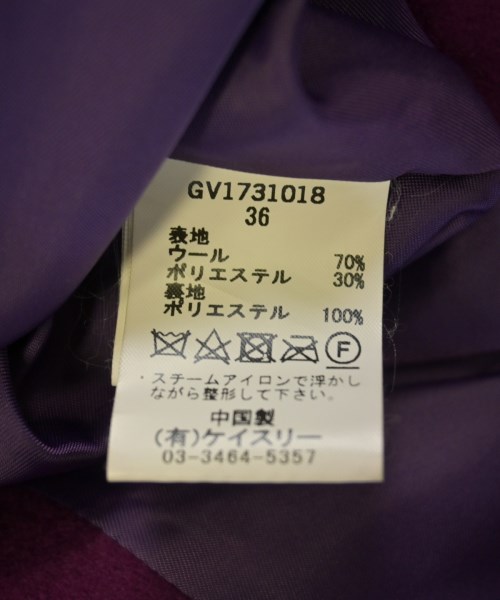 GV1731018
36
表地
ウール 70%
ポリエステル 30%
裏地
ポリエステル 100%
F
・スチームアイロンで浮かし
ながら整形して下さい。
中国製
(有)ケイスリー
03-3464-5357